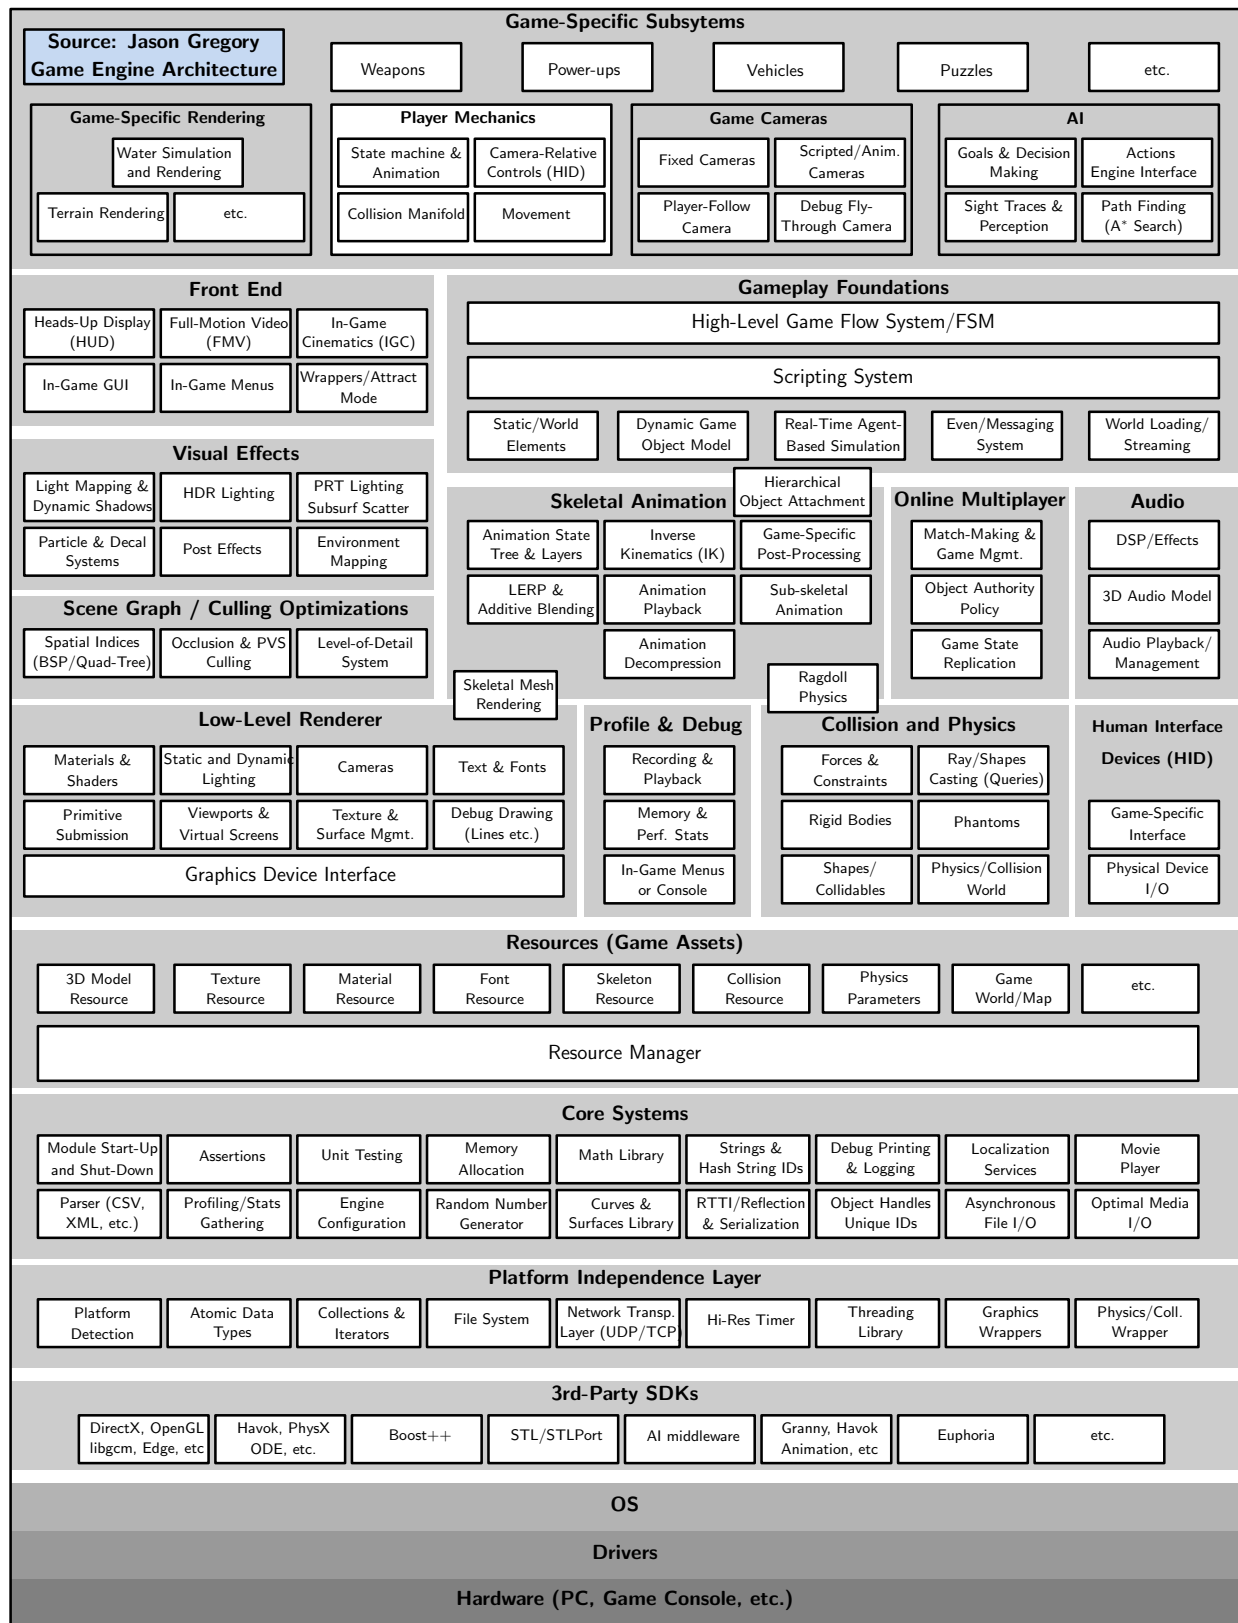 Game-Specific Subsytems
Source: Jason Gregory
Game Engine Architecture
Weapons
Power-ups
Vehicles
Puzzles
etc.
Game-Specific Rendering
Water Simulation
and Rendering
Terrain Rendering
etc.
Player Mechanics
State machine &
Animation
Camera-Relative
Controls (HID)
Collision Manifold
Movement
Game Cameras
Fixed Cameras
Scripted/Anim.
Cameras
Player-Follow
Camera
Debug Fly-
Through Camera
AI
Goals & Decision
Making
Actions
Engine Interface
Sight Traces &
Perception
Path Finding
(A* Search)
Front End
Heads-Up Display
(HUD)
Full-Motion Video
(FMV)
In-Game
Cinematics (IGC)
In-Game GUI
In-Game Menus
Wrappers/Attract
Mode
Gameplay Foundations
High-Level Game Flow System/FSM
Scripting System
Static/World
Elements
Dynamic Game
Object Model
Real-Time Agent-
Based Simulation
Even/Messaging
System
World Loading/
Streaming
Visual Effects
Light Mapping &
Dynamic Shadows
HDR Lighting
PRT Lighting
Subsurf Scatter
Particle & Decal
Systems
Post Effects
Environment
Mapping
Skeletal Animation
Hierarchical
Object Attachment
Animation State
Tree & Layers
Inverse
Kinematics (IK)
Game-Specific
Post-Processing
LERP &
Additive Blending
Animation
Playback
Sub-skeletal
Animation
Animation
Decompression
Online Multiplayer
Match-Making &
Game Mgmt.
Object Authority
Policy
Game State
Replication
Audio
DSP/Effects
3D Audio Model
Audio Playback/
Management
Scene Graph / Culling Optimizations
Spatial Indices
(BSP/Quad-Tree)
Occlusion & PVS
Culling
Level-of-Detail
System
Skeletal Mesh
Rendering
Ragdoll
Physics
Low-Level Renderer
Materials &
Shaders
Static and Dynamic
Lighting
Cameras
Text & Fonts
Primitive
Submission
Viewports &
Virtual Screens
Texture &
Surface Mgmt.
Debug Drawing
(Lines etc.)
Graphics Device Interface
Profile & Debug
Recording &
Playback
Memory &
Perf. Stats
In-Game Menus
or Console
Collision and Physics
Forces &
Constraints
Ray/Shapes
Casting (Queries)
Rigid Bodies
Phantoms
Shapes/
Collidables
Physics/Collision
World
Human Interface
Devices (HID)
Game-Specific
Interface
Physical Device
I/O
Resources (Game Assets)
3D Model
Resource
Texture
Resource
Material
Resource
Font
Resource
Skeleton
Resource
Collision
Resource
Physics
Parameters
Game
World/Map
etc.
Resource Manager
Core Systems
Module Start-Up
and Shut-Down
Assertions
Unit Testing
Memory
Allocation
Math Library
Strings &
Hash String IDs
Debug Printing
& Logging
Localization
Services
Movie
Player
Parser (CSV,
XML, etc.)
Profiling/Stats
Gathering
Engine
Configuration
Random Number
Generator
Curves &
Surfaces Library
RTTI/Reflection
& Serialization
Object Handles
Unique IDs
Asynchronous
File I/O
Optimal Media
I/O
Platform Independence Layer
Platform
Detection
Atomic Data
Types
Collections &
Iterators
File System
Network Transp.
Layer (UDP/TCP)
Hi-Res Timer
Threading
Library
Graphics
Wrappers
Physics/Coll.
Wrapper
3rd-Party SDKs
DirectX, OpenGL
libgcm, Edge, etc
Havok, PhysX
ODE, etc.
Boost++
STL/STLPort
AI middleware
Granny, Havok
Animation, etc
Euphoria
etc.
OS
Drivers
Hardware (PC, Game Console, etc.)